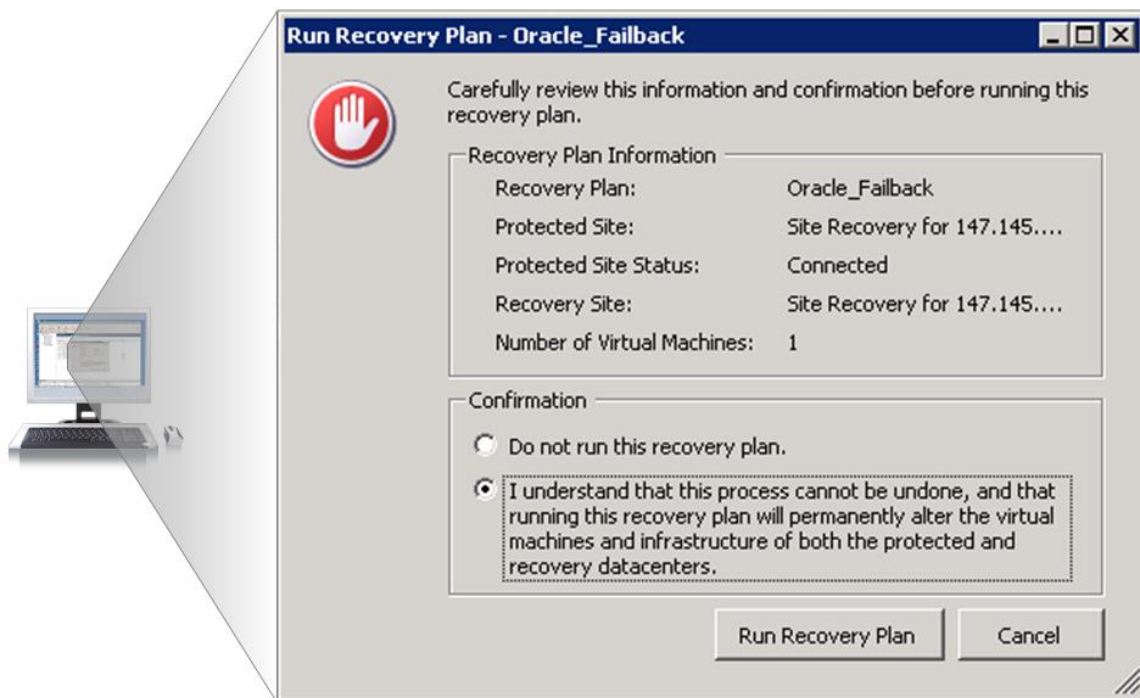 Run Recovery Plan - Oracle_Failback
Carefully review this information and confirmation before running this
recovery plan.
Recovery Plan Information
Recovery Plan: Oracle_Failback
Protected Site: Site Recovery for 147.145....
Protected Site Status: Connected
Recovery Site: Site Recovery for 147.145....
Number of Virtual Machines: 1
Confirmation
Do not run this recovery plan.
I understand that this process cannot be undone, and that
running this recovery plan will permanently alter the virtual
machines and infrastructure of both the protected and
recovery datacenters.
Run Recovery Plan Cancel